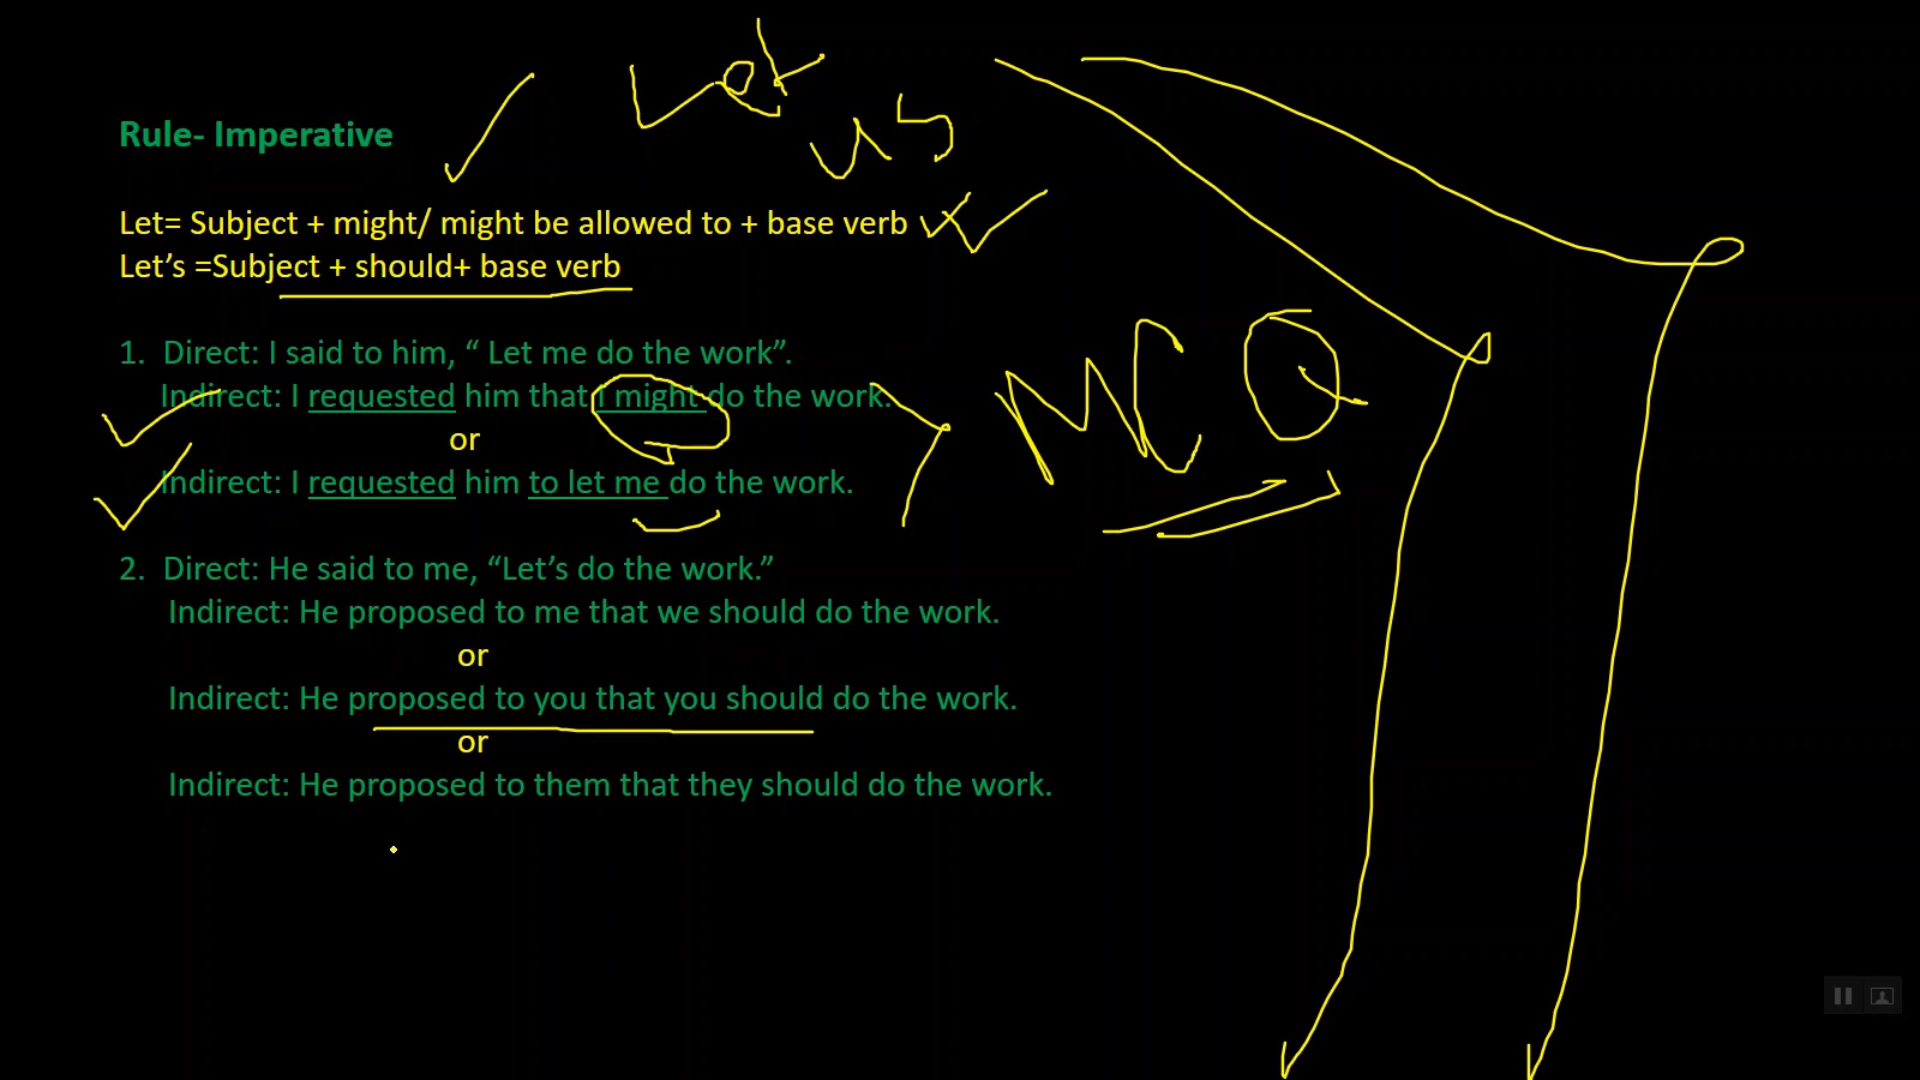 Let
us
Rule- Imperative
Let= Subject + might/ might be allowed to + base verb
Let’s =Subject + should+ base verb
1. Direct: I said to him, “ Let me do the work”.
Indirect: I requested him that I might do the work.
or
Indirect: I requested him to let me do the work.
MCQ
2. Direct: He said to me, “Let’s do the work.”
Indirect: He proposed to me that we should do the work.
or
Indirect: He proposed to you that you should do the work.
or
Indirect: He proposed to them that they should do the work.